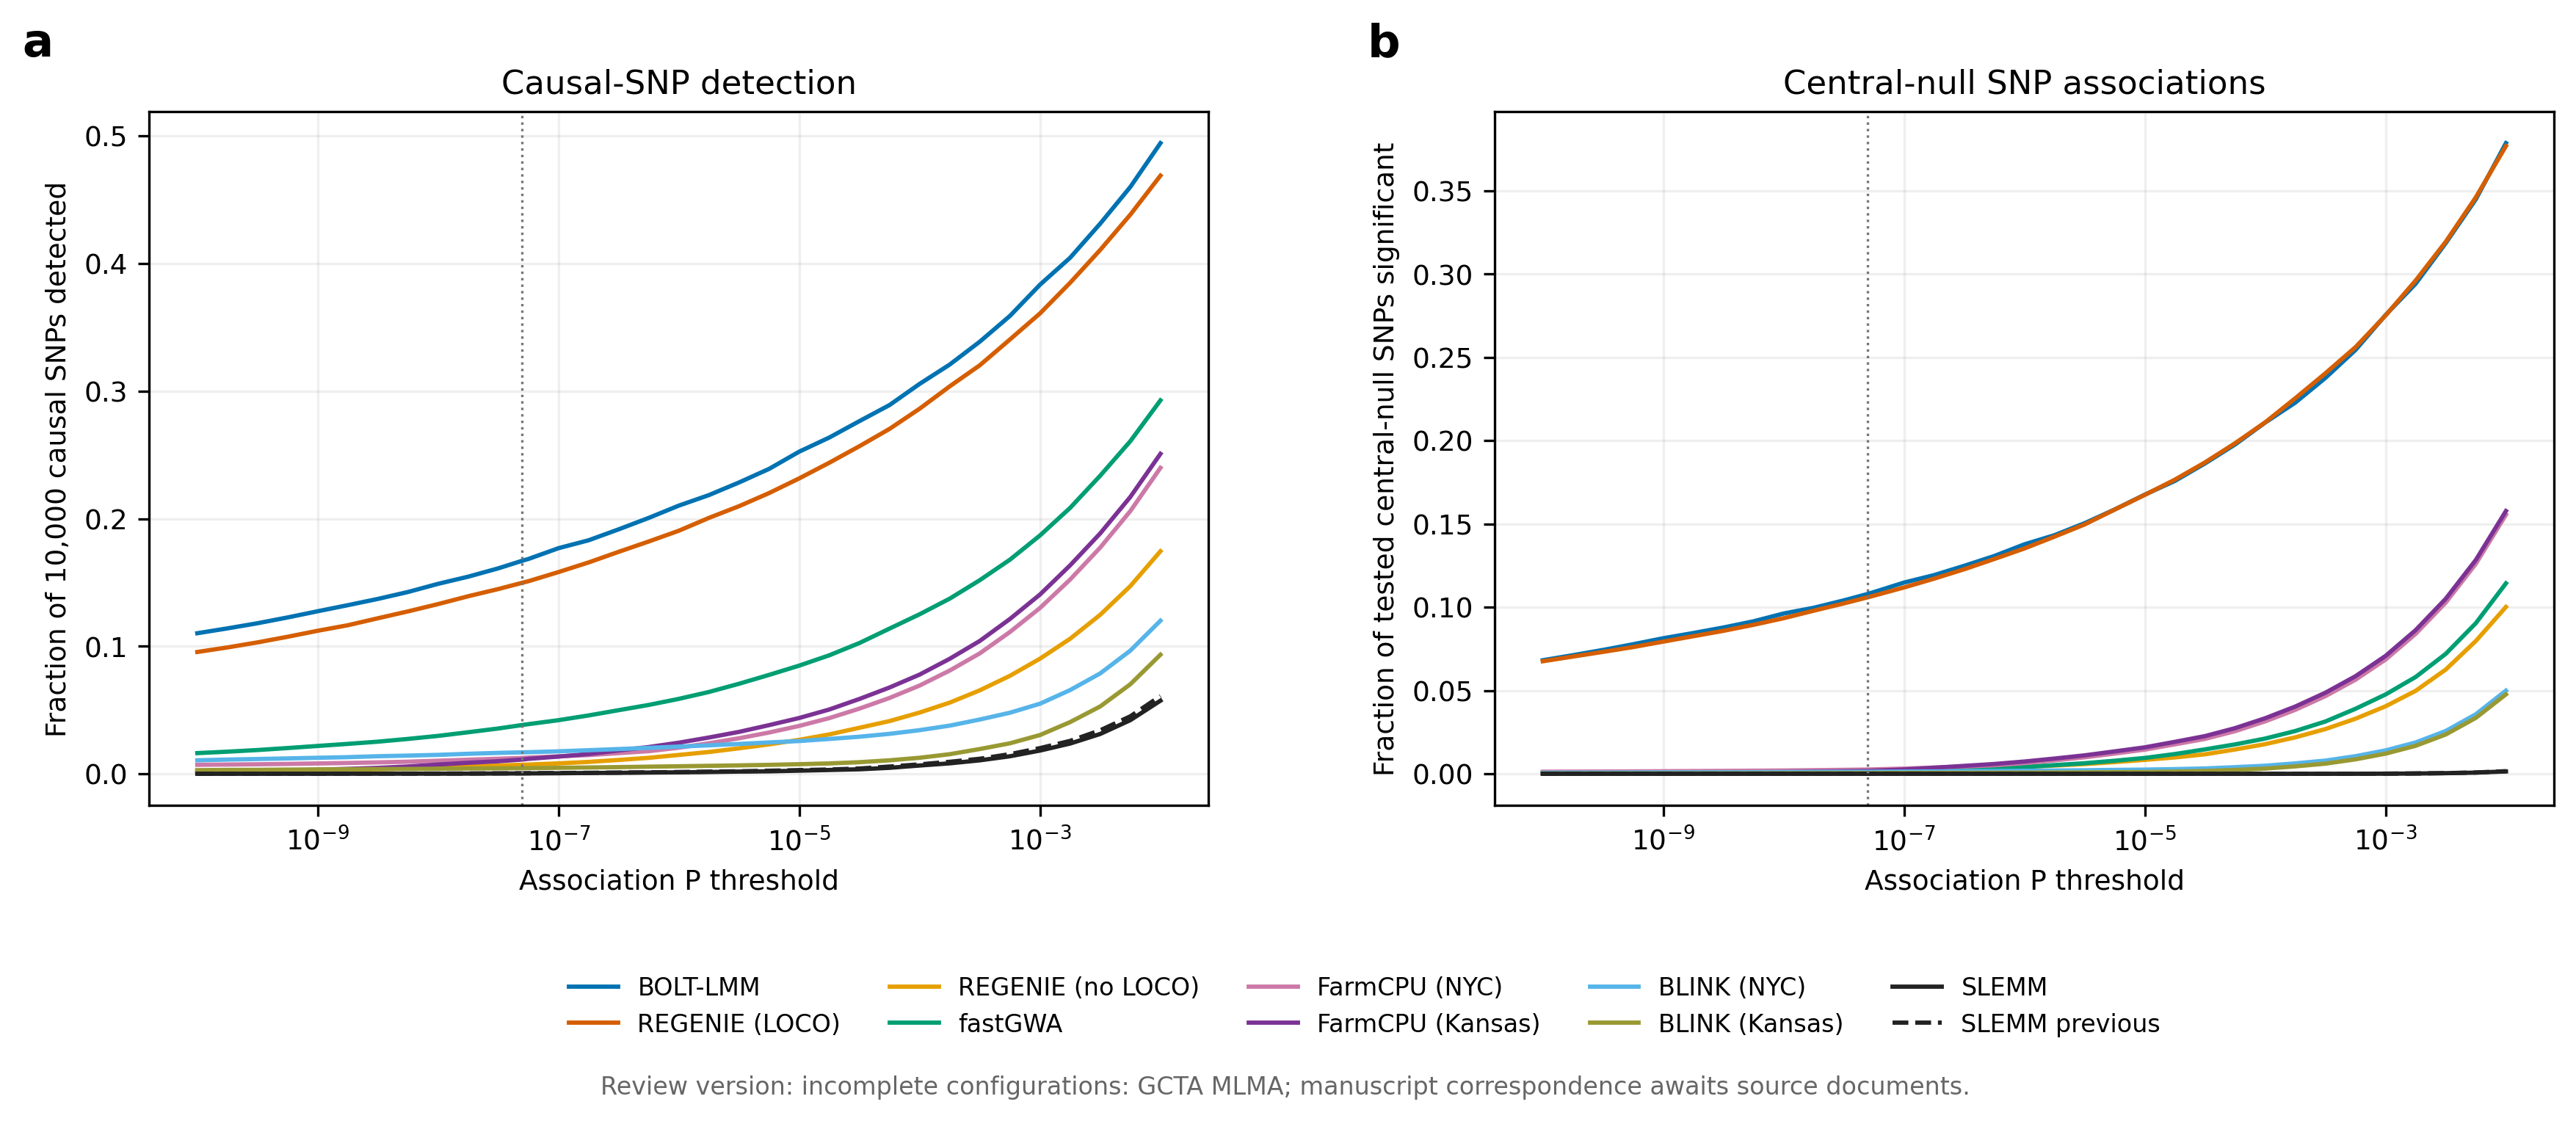 a
Causal-SNP detection
Fraction of 10,000 causal SNPs detected
0.5
0.4
0.3
0.2
0.1
0.0
10⁻⁹
10⁻⁷
10⁻⁵
10⁻³
Association P threshold
b
Central-null SNP associations
Fraction of tested central-null SNPs significant
0.35
0.30
0.25
0.20
0.15
0.10
0.05
0.00
10⁻⁹
10⁻⁷
10⁻⁵
10⁻³
Association P threshold
BOLT-LMM
REGENIE (LOCO)
REGENIE (no LOCO)
fastGWA
FarmCPU (NYC)
FarmCPU (Kansas)
BLINK (NYC)
BLINK (Kansas)
SLEMM
SLEMM previous
Review version: incomplete configurations: GCTA MLMA; manuscript correspondence awaits source documents.